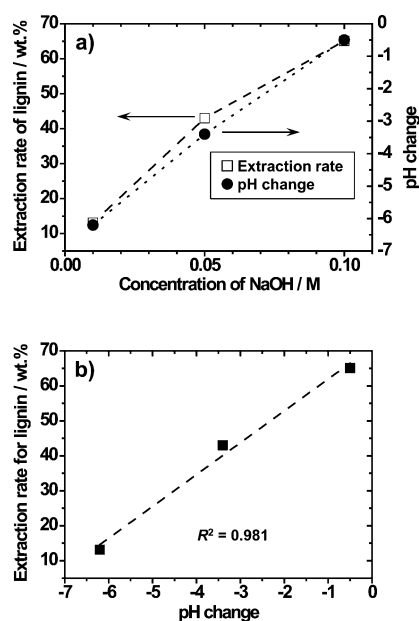 a)
Extraction rate of lignin / wt.%
70
60
50
40
30
20
10
0
-1
-2
-3
-4
-5
-6
-7
pH change
Extraction rate
pH change
0.00 0.05 0.10
Concentration of NaOH / M
b)
Extraction rate for lignin / wt.%
70
60
50
40
30
20
10
R² = 0.981
-7 -6 -5 -4 -3 -2 -1 0
pH change